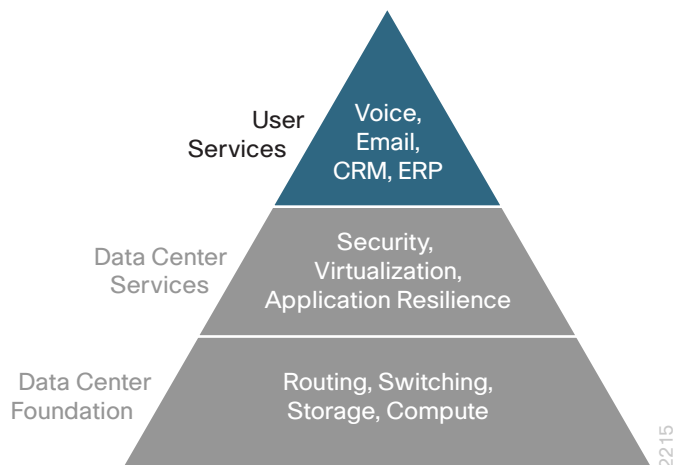 User
Services
Voice,
Email,
CRM, ERP
Data Center
Services
Security,
Virtualization,
Application Resilience
Data Center
Foundation
Routing, Switching,
Storage, Compute
2215